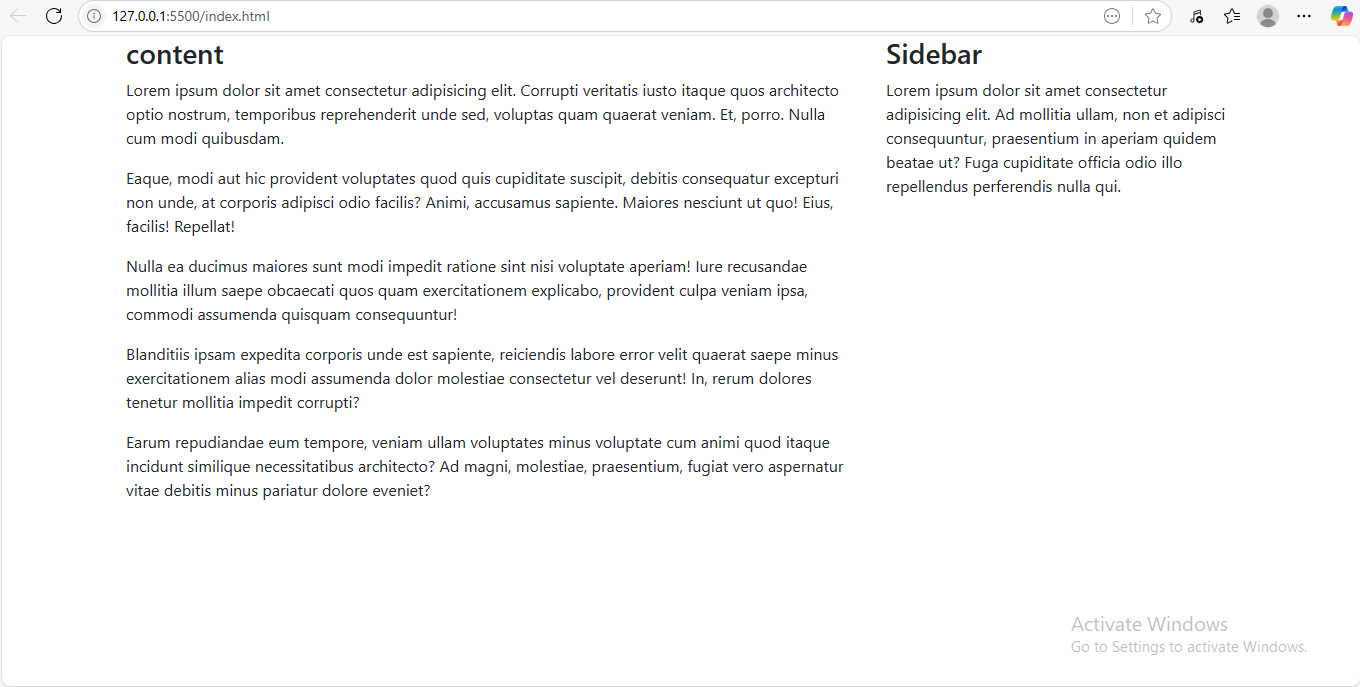 127.0.0.1:5500/index.html
content
Lorem ipsum dolor sit amet consectetur adipisicing elit. Corrupti veritatis iusto itaque quos architecto
optio nostrum, temporibus reprehenderit unde sed, voluptas quam quaerat veniam. Et, porro. Nulla
cum modi quibusdam.
Eaque, modi aut hic provident voluptates quod quis cupiditate suscipit, debitis consequatur excepturi
non unde, at corporis adipisci odio facilis? Animi, accusamus sapiente. Maiores nesciunt ut quo! Eius,
facilis! Repellat!
Nulla ea ducimus maiores sunt modi impedit ratione sint nisi voluptate aperiam! Iure recusandae
mollitia illum saepe obcaecati quos quam exercitationem explicabo, provident culpa veniam ipsa,
commodi assumenda quisquam consequuntur!
Blanditiis ipsam expedita corporis unde est sapiente, reiciendis labore error velit quaerat saepe minus
exercitationem alias modi assumenda dolor molestiae consectetur vel deserunt! In, rerum dolores
tenetur mollitia impedit corrupti?
Earum repudiandae eum tempore, veniam ullam voluptates minus voluptate cum animi quod itaque
incidunt similique necessitatibus architecto? Ad magni, molestiae, praesentium, fugiat vero aspernatur
vitae debitis minus pariatur dolore eveniet?
Sidebar
Lorem ipsum dolor sit amet consectetur
adipisicing elit. Ad mollitia ullam, non et adipisci
consequuntur, praesentium in aperiam quidem
beatae ut? Fuga cupiditate officia odio illo
repellendus perferendis nulla qui.
Activate Windows
Go to Settings to activate Windows.